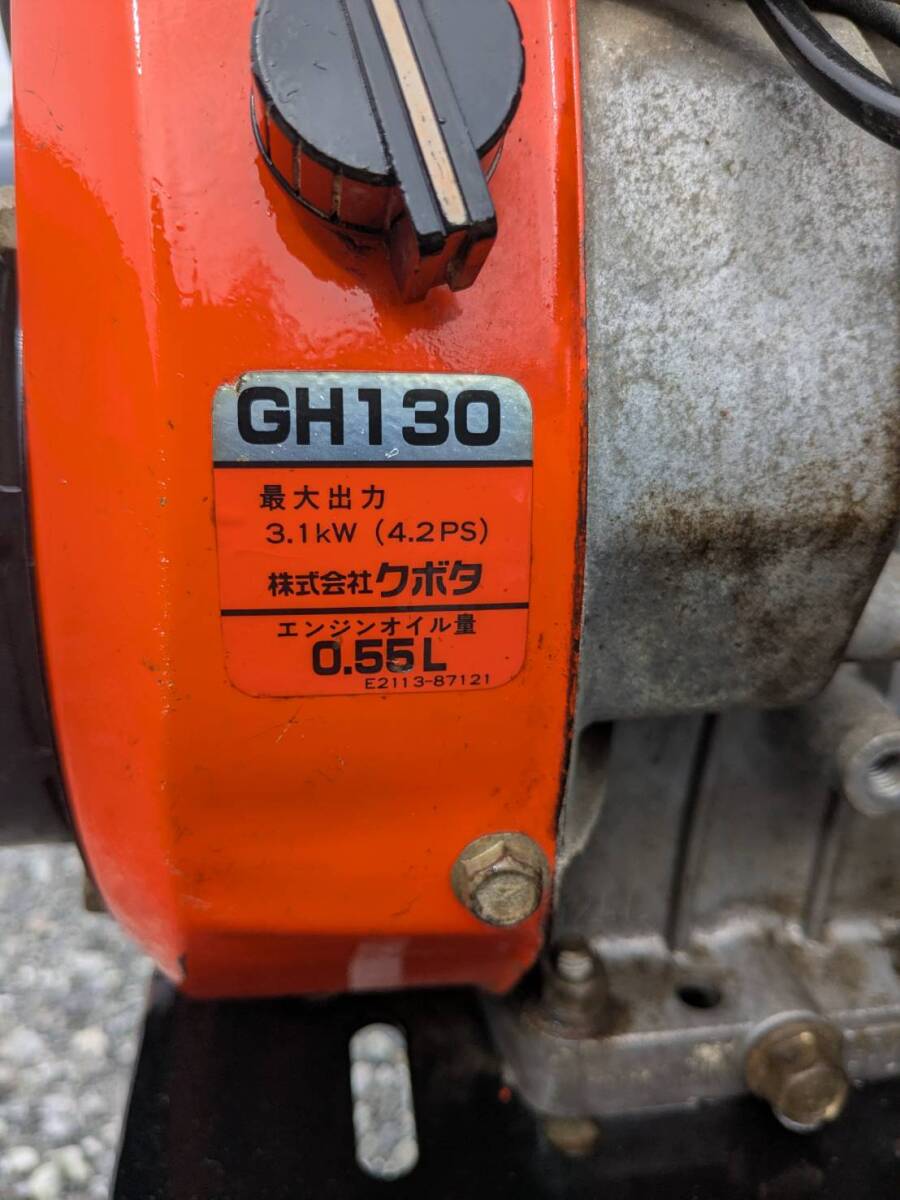 GH130
最大出力
3.1kW (4.2PS)
株式会社クボタ
エンジンオイル量
0.55L
E2113-87121